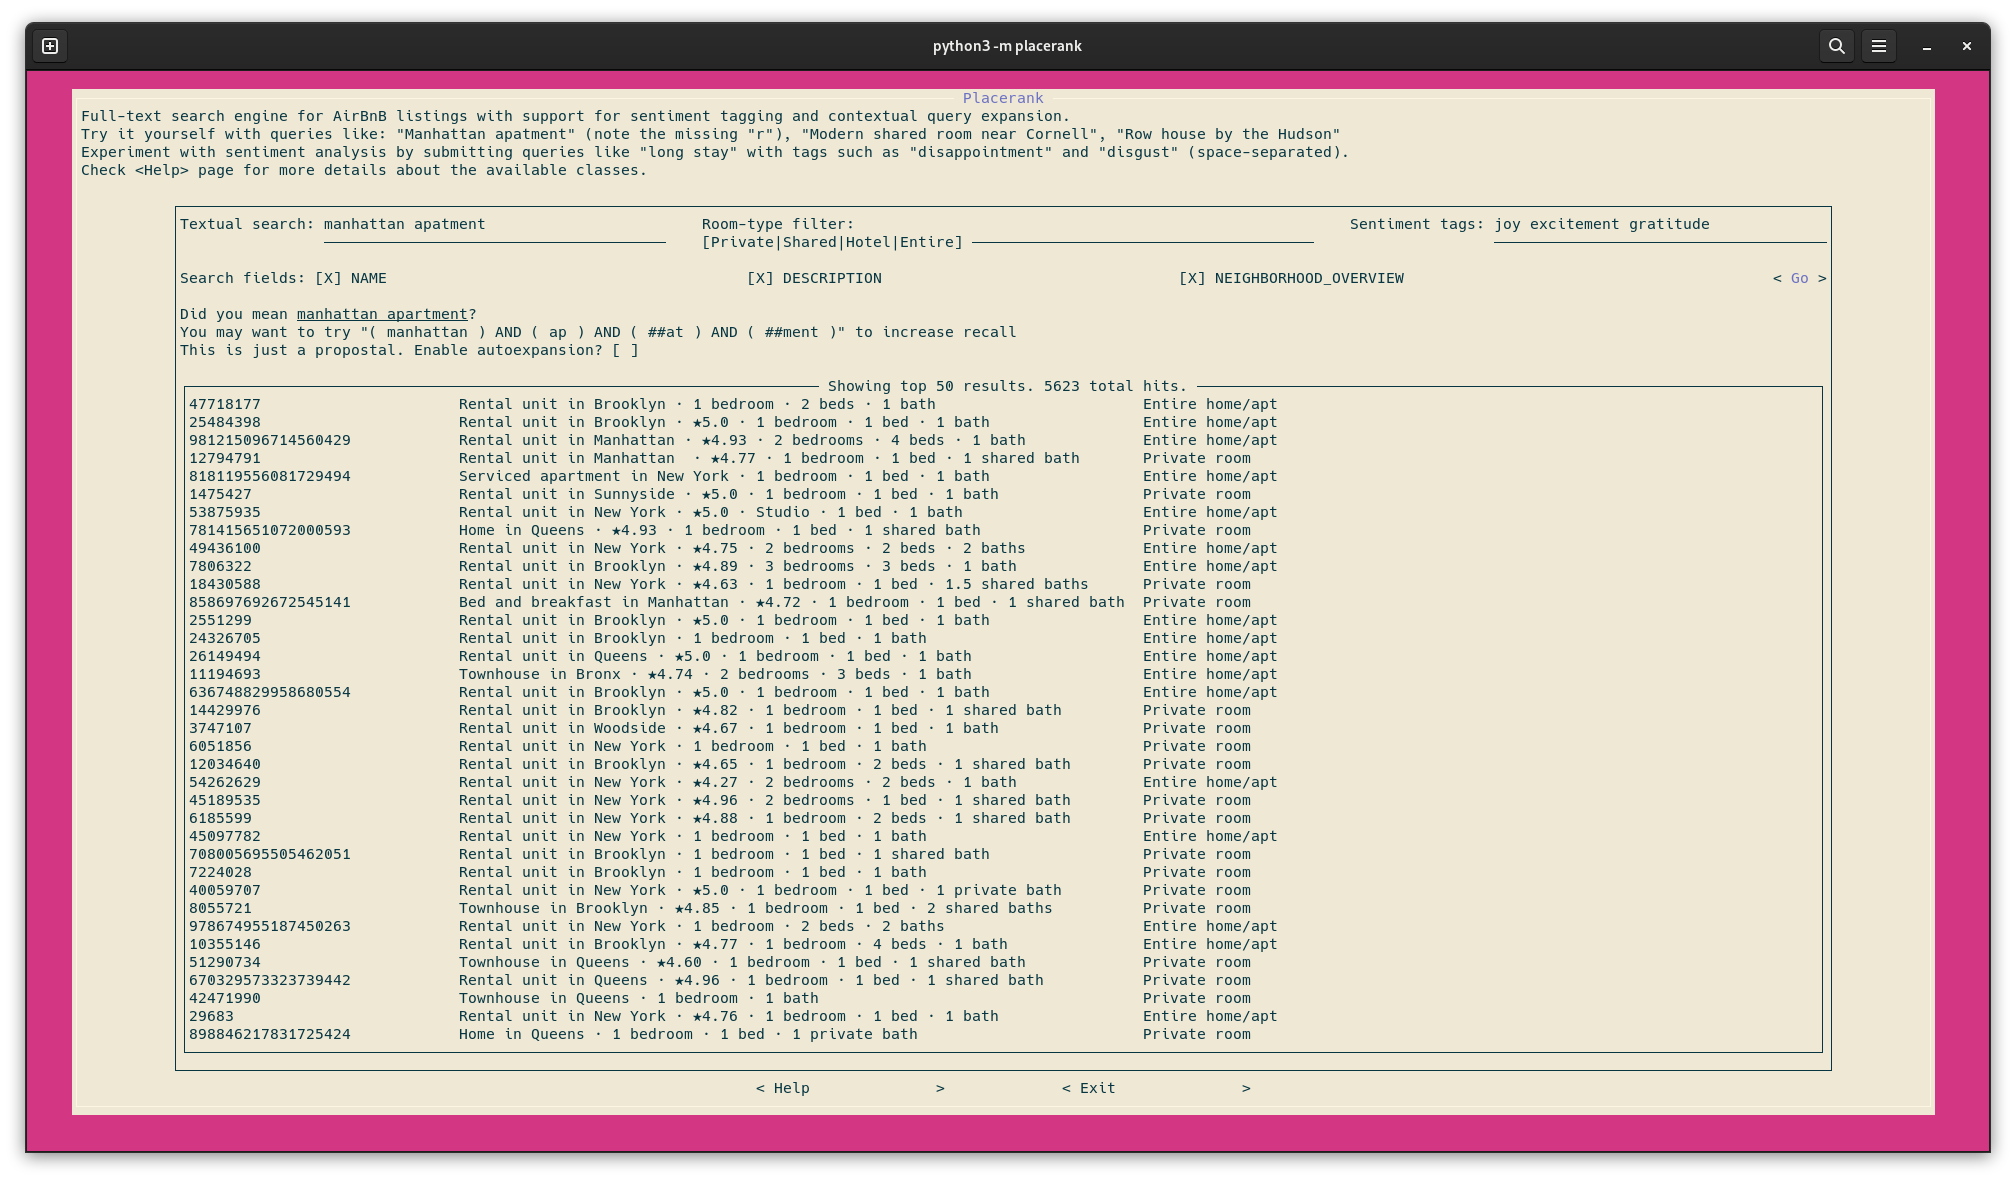 python3 -m placerank
Placerank
Full-text search engine for AirBnB listings with support for sentiment tagging and contextual query expansion.
Try it yourself with queries like: "Manhattan apatment" (note the missing "r"), "Modern shared room near Cornell", "Row house by the Hudson"
Experiment with sentiment analysis by submitting queries like "long stay" with tags such as "disappointment" and "disgust" (space-separated).
Check <Help> page for more details about the available classes.
Textual search: manhattan apatment Room-type filter: Sentiment tags: joy excitement gratitude
[Private|Shared|Hotel|Entire]
Search fields: [X] NAME [X] DESCRIPTION [X] NEIGHBORHOOD_OVERVIEW < Go >
Did you mean manhattan apartment?
You may want to try "( manhattan ) AND ( ap ) AND ( ##at ) AND ( ##ment )" to increase recall
This is just a propostal. Enable autoexpansion? [ ]
Showing top 50 results. 5623 total hits.
47718177 Rental unit in Brooklyn · 1 bedroom · 2 beds · 1 bath Entire home/apt
25484398 Rental unit in Brooklyn · ★5.0 · 1 bedroom · 1 bed · 1 bath Entire home/apt
981215096714560429 Rental unit in Manhattan · ★4.93 · 2 bedrooms · 4 beds · 1 bath Entire home/apt
12794791 Rental unit in Manhattan · ★4.77 · 1 bedroom · 1 bed · 1 shared bath Private room
818119556081729494 Serviced apartment in New York · 1 bedroom · 1 bed · 1 bath Entire home/apt
1475427 Rental unit in Sunnyside · ★5.0 · 1 bedroom · 1 bed · 1 bath Private room
53875935 Rental unit in New York · ★5.0 · Studio · 1 bed · 1 bath Entire home/apt
781415651072000593 Home in Queens · ★4.93 · 1 bedroom · 1 bed · 1 shared bath Private room
49436100 Rental unit in New York · ★4.75 · 2 bedrooms · 2 beds · 2 baths Entire home/apt
7806322 Rental unit in Brooklyn · ★4.89 · 3 bedrooms · 3 beds · 1 bath Entire home/apt
18430588 Rental unit in New York · ★4.63 · 1 bedroom · 1 bed · 1.5 shared baths Private room
858697692672545141 Bed and breakfast in Manhattan · ★4.72 · 1 bedroom · 1 bed · 1 shared bath Private room
2551299 Rental unit in Brooklyn · ★5.0 · 1 bedroom · 1 bed · 1 bath Entire home/apt
24326705 Rental unit in Brooklyn · 1 bedroom · 1 bed · 1 bath Entire home/apt
26149494 Rental unit in Queens · ★5.0 · 1 bedroom · 1 bed · 1 bath Entire home/apt
11194693 Townhouse in Bronx · ★4.74 · 2 bedrooms · 3 beds · 1 bath Entire home/apt
636748829958680554 Rental unit in Brooklyn · ★5.0 · 1 bedroom · 1 bed · 1 bath Entire home/apt
14429976 Rental unit in Brooklyn · ★4.82 · 1 bedroom · 1 bed · 1 shared bath Private room
3747107 Rental unit in Woodside · ★4.67 · 1 bedroom · 1 bed · 1 bath Private room
6051856 Rental unit in New York · 1 bedroom · 1 bed · 1 bath Private room
12034640 Rental unit in Brooklyn · ★4.65 · 1 bedroom · 2 beds · 1 shared bath Private room
54262629 Rental unit in New York · ★4.27 · 2 bedrooms · 2 beds · 1 bath Entire home/apt
45189535 Rental unit in New York · ★4.96 · 2 bedrooms · 1 bed · 1 shared bath Private room
6185599 Rental unit in New York · ★4.88 · 1 bedroom · 2 beds · 1 shared bath Private room
45097782 Rental unit in New York · 1 bedroom · 1 bed · 1 bath Entire home/apt
708005695505462051 Rental unit in Brooklyn · 1 bedroom · 1 bed · 1 shared bath Private room
7224028 Rental unit in Brooklyn · 1 bedroom · 1 bed · 1 bath Private room
40059707 Rental unit in New York · ★5.0 · 1 bedroom · 1 bed · 1 private bath Private room
8055721 Townhouse in Brooklyn · ★4.85 · 1 bedroom · 1 bed · 2 shared baths Private room
978674955187450263 Rental unit in New York · 1 bedroom · 2 beds · 2 baths Entire home/apt
10355146 Rental unit in Brooklyn · ★4.77 · 1 bedroom · 4 beds · 1 bath Entire home/apt
51290734 Townhouse in Queens · ★4.60 · 1 bedroom · 1 bed · 1 shared bath Private room
670329573323739442 Rental unit in Queens · ★4.96 · 1 bedroom · 1 bed · 1 shared bath Private room
42471990 Townhouse in Queens · 1 bedroom · 1 bath Private room
29683 Rental unit in New York · ★4.76 · 1 bedroom · 1 bed · 1 bath Entire home/apt
898846217831725424 Home in Queens · 1 bedroom · 1 bed · 1 private bath Private room
< Help > < Exit >